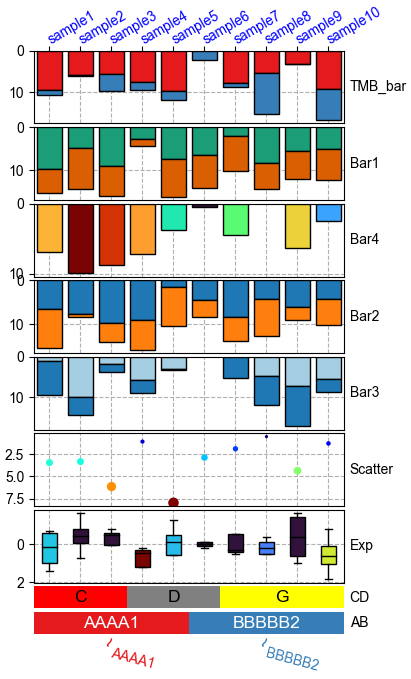 sample1 sample2 sample3 sample4 sample5 sample6 sample7 sample8 sample9 sample10
0
10
TMB_bar
0
10
Bar1
0
10
Bar4
0
10
Bar2
0
10
Bar3
2.5
5.0
7.5
Scatter
0
2
Exp
C D G CD
AAAA1 BBBBB2 AB
~AAAA1 ~BBBBB2